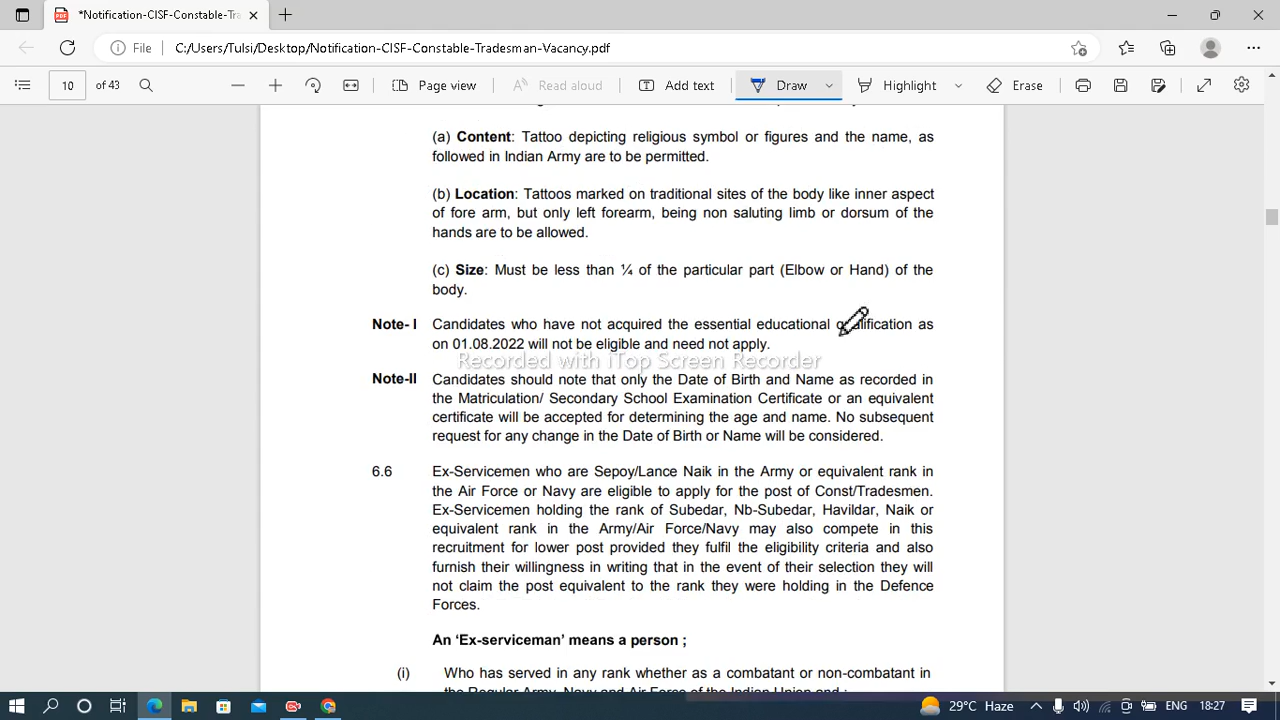 *Notification-CISF-Constable-Tra
File
C:/Users/Tulsi/Desktop/Notification-CISF-Constable-Tradesman-Vacancy.pdf
10 of 43
Page view
Read aloud
Add text
Draw
Highlight
Erase
(a) Content: Tattoo depicting religious symbol or figures and the name, as
followed in Indian Army are to be permitted.
(b) Location: Tattoos marked on traditional sites of the body like inner aspect
of fore arm, but only left forearm, being non saluting limb or dorsum of the
hands are to be allowed.
(c) Size: Must be less than ¼ of the particular part (Elbow or Hand) of the
body.
Note- I Candidates who have not acquired the essential educational qualification as
on 01.08.2022 will not be eligible and need not apply.
Recorded with iTop Screen Recorder
Note-II Candidates should note that only the Date of Birth and Name as recorded in
the Matriculation/ Secondary School Examination Certificate or an equivalent
certificate will be accepted for determining the age and name. No subsequent
request for any change in the Date of Birth or Name will be considered.
6.6 Ex-Servicemen who are Sepoy/Lance Naik in the Army or equivalent rank in
the Air Force or Navy are eligible to apply for the post of Const/Tradesmen.
Ex-Servicemen holding the rank of Subedar, Nb-Subedar, Havildar, Naik or
equivalent rank in the Army/Air Force/Navy may also compete in this
recruitment for lower post provided they fulfil the eligibility criteria and also
furnish their willingness in writing that in the event of their selection they will
not claim the post equivalent to the rank they were holding in the Defence
Forces.
An ‘Ex-serviceman’ means a person ;
(i) Who has served in any rank whether as a combatant or non-combatant in
the Regular Army, Navy and Air Force of the Indian Union and ;
29°C Haze
ENG
18:27